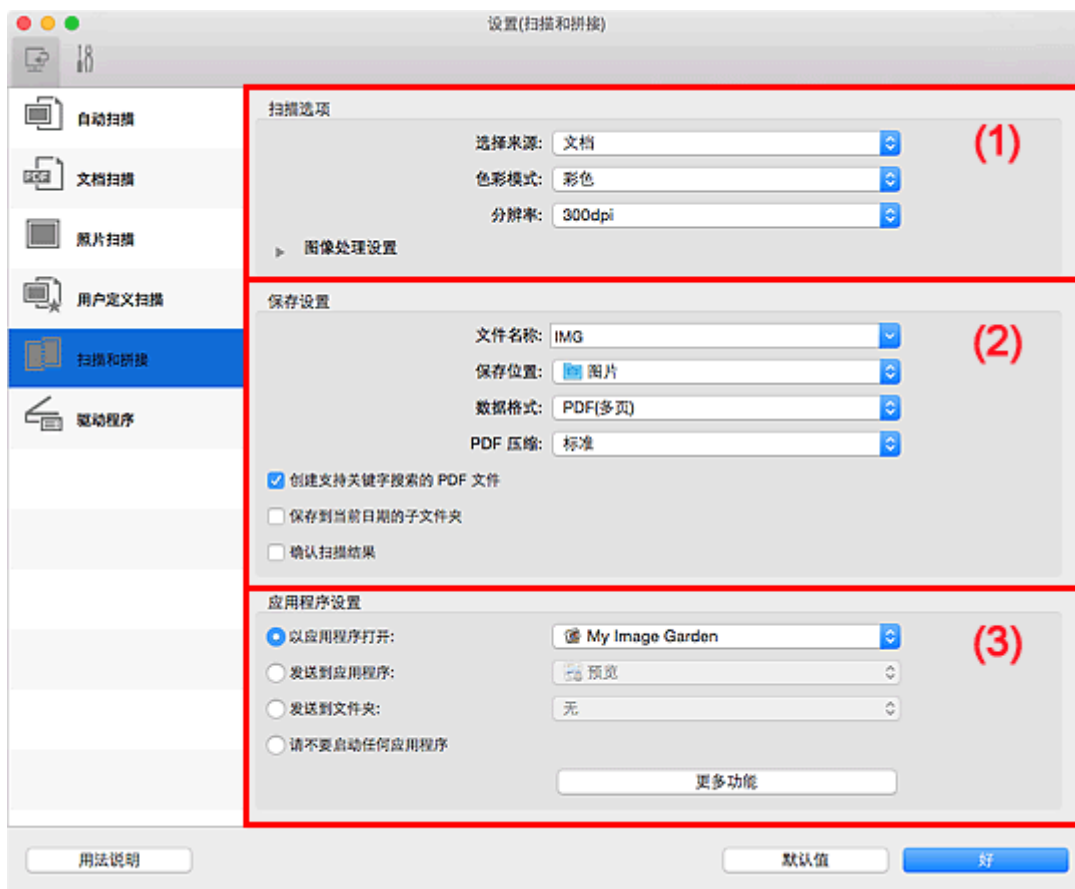 设置(扫描和拼接)
自动扫描
PDF
文档扫描
照片扫描
用户定义扫描
扫描和拼接
驱动程序
扫描选项
(1)
选择来源: 文档
色彩模式: 彩色
分辨率: 300dpi
图像处理设置
保存设置
(2)
文件名称: IMG
保存位置: 图片
数据格式: PDF(多页)
PDF 压缩: 标准
创建支持关键字搜索的 PDF 文件
保存到当前日期的子文件夹
确认扫描结果
应用程序设置
(3)
以应用程序打开: My Image Garden
发送到应用程序: 预览
发送到文件夹: 无
请不要启动任何应用程序
更多功能
用法说明
默认值
好